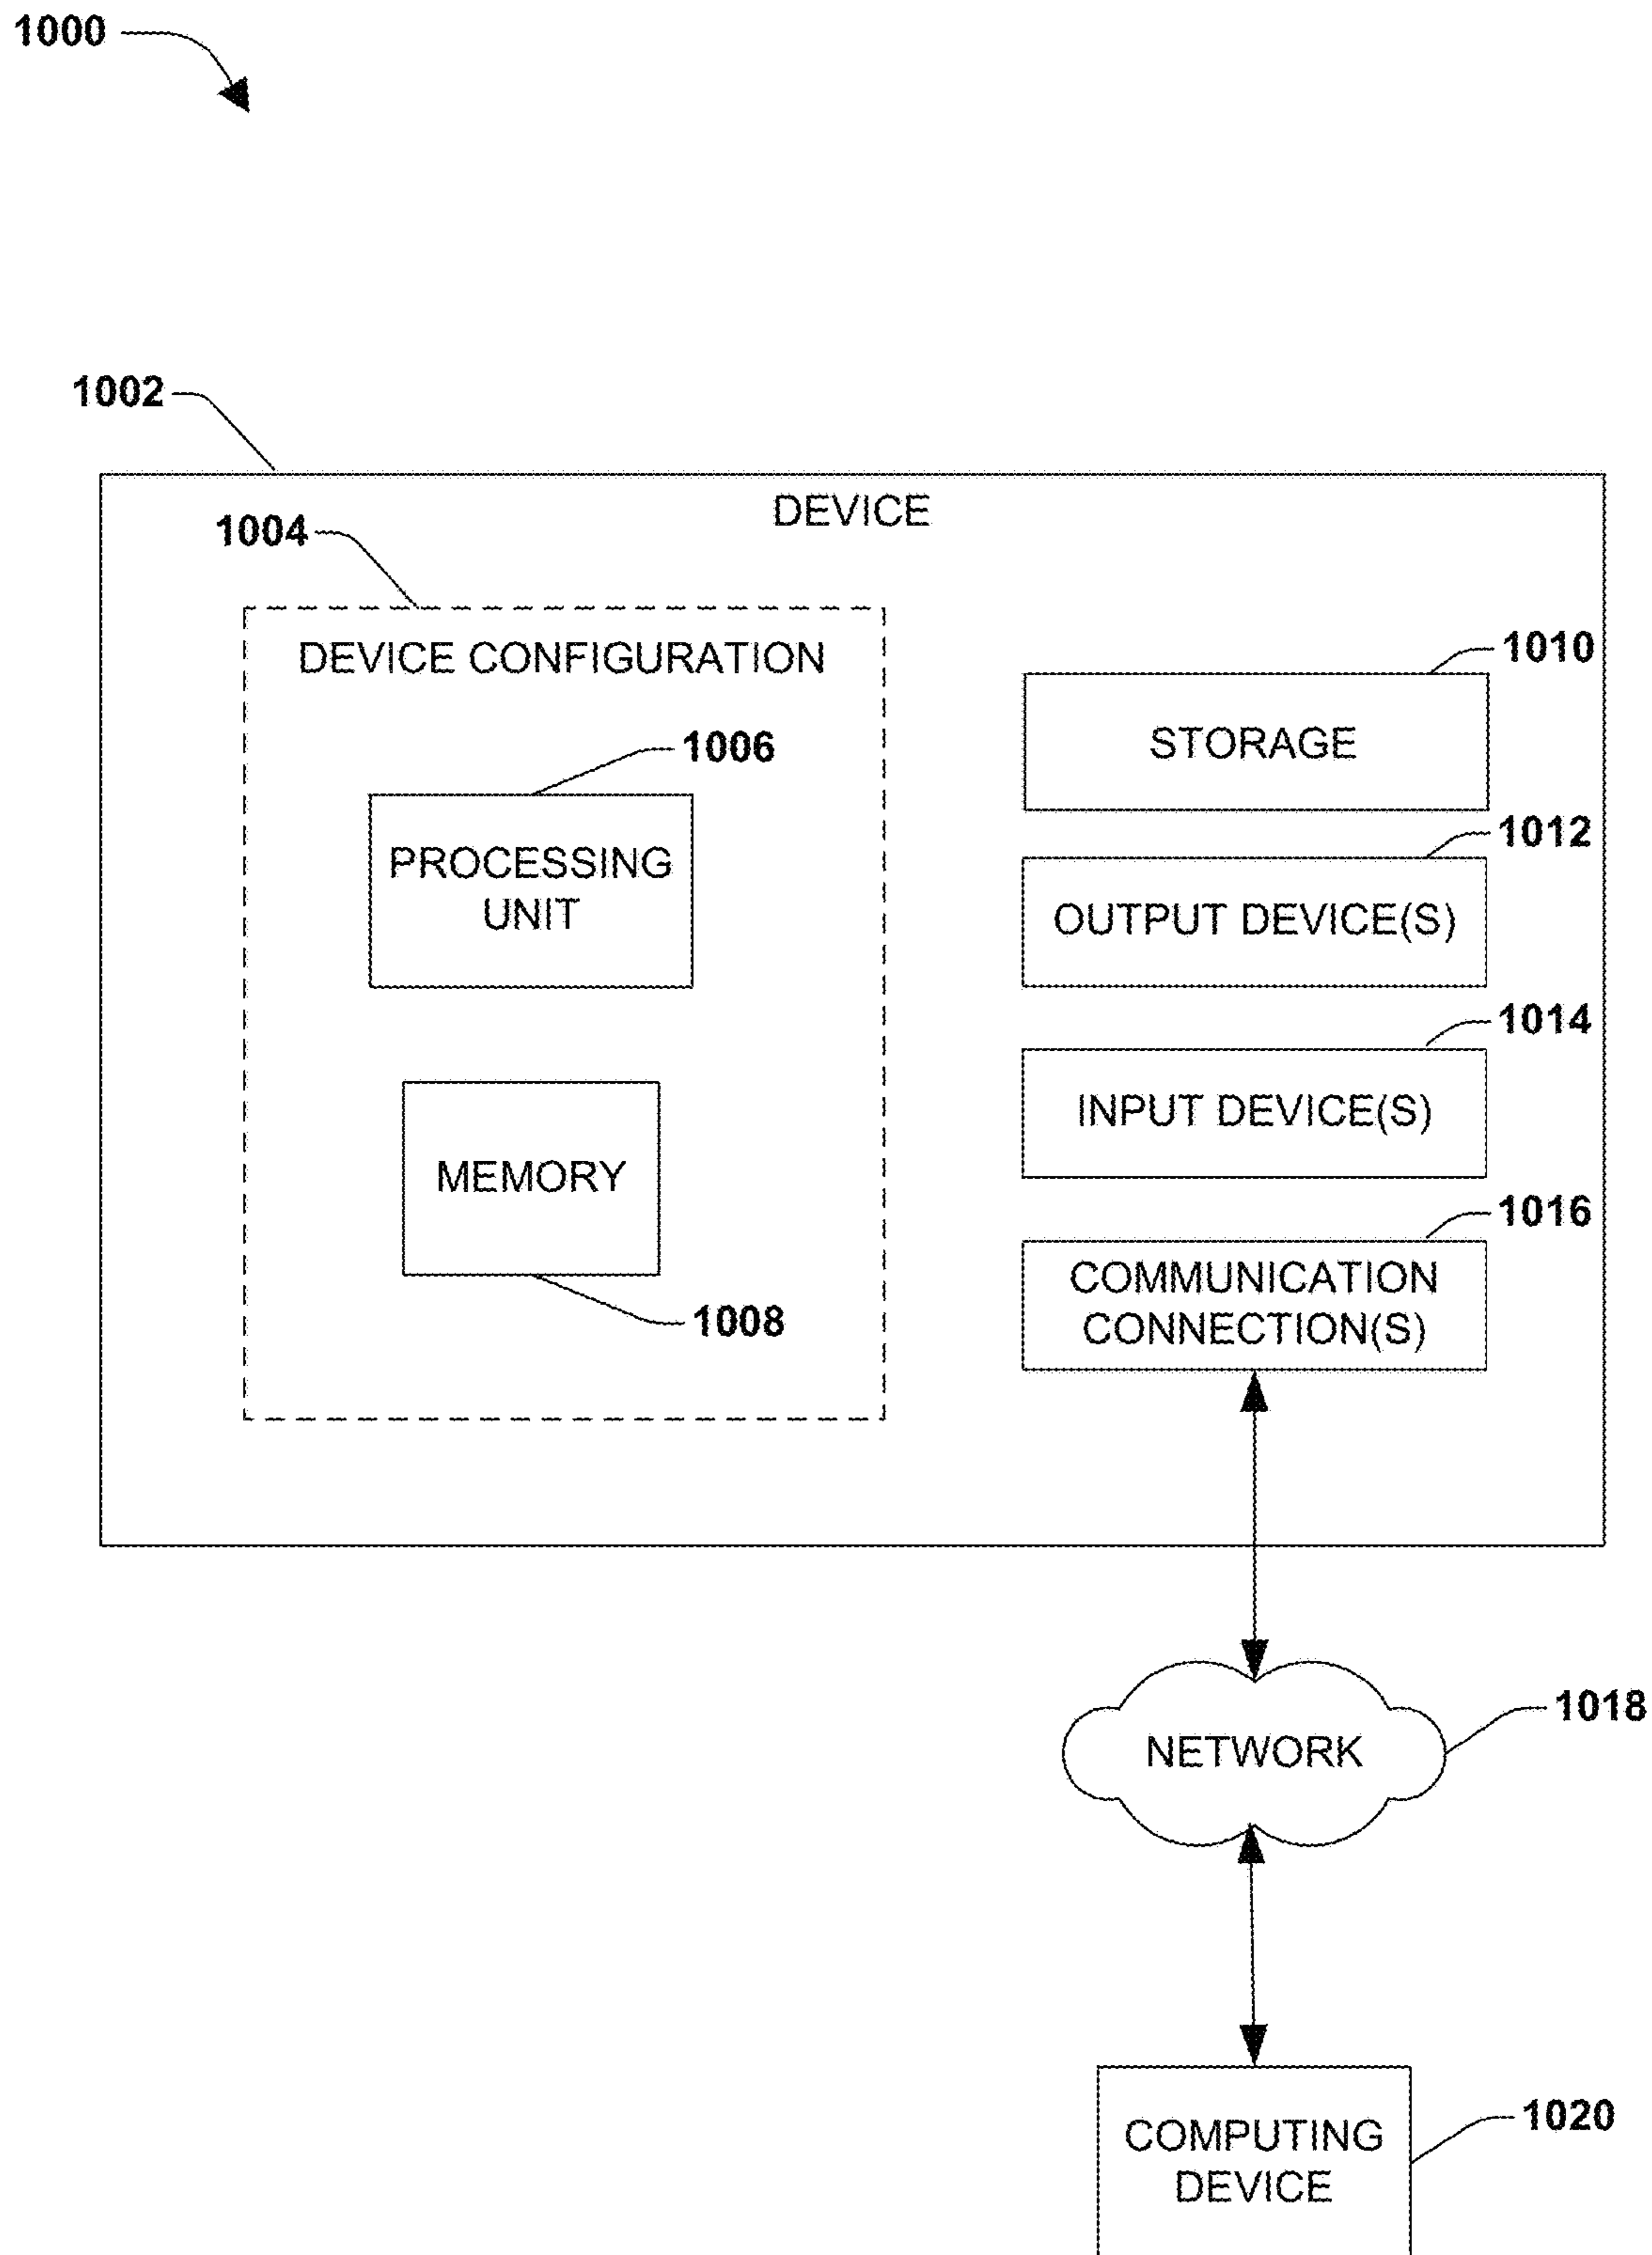 1000
1002
DEVICE
1004
DEVICE CONFIGURATION
1006
PROCESSING
UNIT
MEMORY
1008
1010
STORAGE
1012
OUTPUT DEVICE(S)
1014
INPUT DEVICE(S)
1016
COMMUNICATION
CONNECTION(S)
1018
NETWORK
1020
COMPUTING
DEVICE